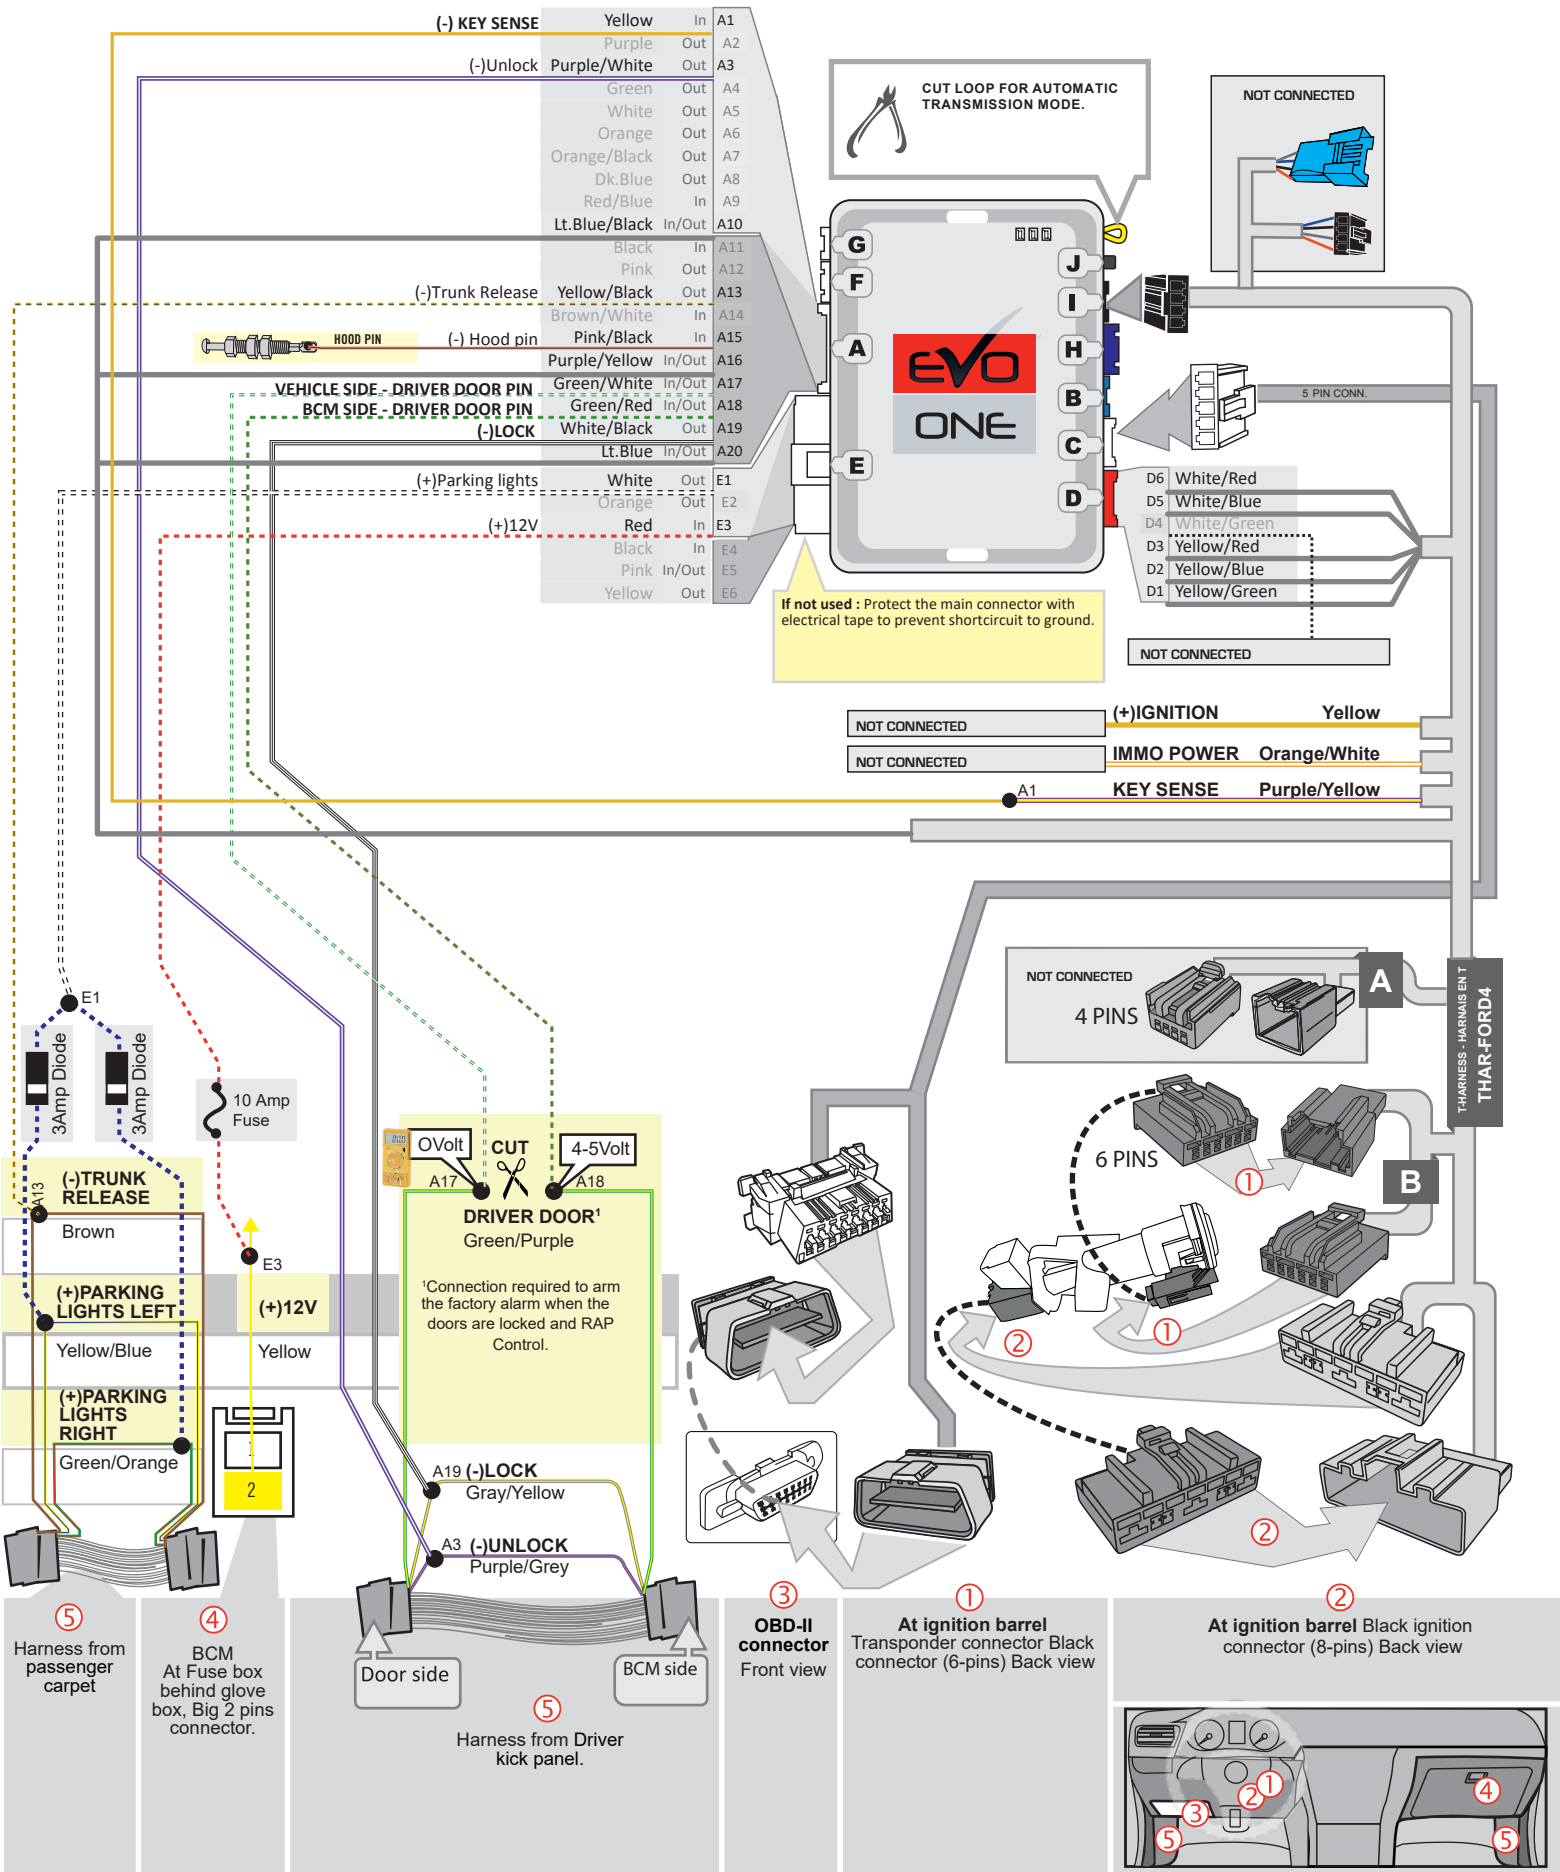 (-) KEY SENSE Yellow In A1
Purple Out A2
(-)Unlock Purple/White Out A3
Green Out A4
White Out A5
Orange Out A6
Orange/Black Out A7
Dk.Blue Out A8
Red/Blue In A9
Lt.Blue/Black In/Out A10
Black In A11
Pink Out A12
(-)Trunk Release Yellow/Black Out A13
Brown/White In A14
HOOD PIN (-) Hood pin Pink/Black In A15
Purple/Yellow In/Out A16
VEHICLE SIDE - DRIVER DOOR PIN Green/White In/Out A17
BCM SIDE - DRIVER DOOR PIN Green/Red In/Out A18
(-)LOCK White/Black Out A19
Lt.Blue In/Out A20
(+)Parking lights White Out E1
Orange Out E2
(+)12V Red In E3
Black In E4
Pink In/Out E5
Yellow Out E6
CUT LOOP FOR AUTOMATIC
TRANSMISSION MODE.
NOT CONNECTED
G
F
A
E
J
I
H
B
C
D
EVO
ONE
5 PIN CONN.
D6 White/Red
D5 White/Blue
D4 White/Green
D3 Yellow/Red
D2 Yellow/Blue
D1 Yellow/Green
NOT CONNECTED
If not used : Protect the main connector with
electrical tape to prevent shortcircuit to ground.
NOT CONNECTED (+)IGNITION Yellow
NOT CONNECTED IMMO POWER Orange/White
A1 KEY SENSE Purple/Yellow
NOT CONNECTED
4 PINS
A
T-HARNESS - HARNAIS EN T
THAR-FORD4
6 PINS
B
1
1
2
2
E1
3Amp Diode
3Amp Diode
10 Amp
Fuse
A13
(-)TRUNK
RELEASE
Brown
E3
(+)PARKING
LIGHTS LEFT
(+)12V
Yellow/Blue
Yellow
(+)PARKING
LIGHTS
RIGHT
Green/Orange
1
2
0Volt
CUT
4-5Volt
A17
A18
DRIVER DOOR¹
Green/Purple
¹Connection required to arm
the factory alarm when the
doors are locked and RAP
Control.
A19 (-)LOCK
Gray/Yellow
A3 (-)UNLOCK
Purple/Grey
Door side
BCM side
5
Harness from
passenger
carpet
4
BCM
At Fuse box
behind glove
box, Big 2 pins
connector.
5
Harness from Driver
kick panel.
3
OBD-II
connector
Front view
1
At ignition barrel
Transponder connector Black
connector (6-pins) Back view
2
At ignition barrel Black ignition
connector (8-pins) Back view
1
2
3
4
5
5